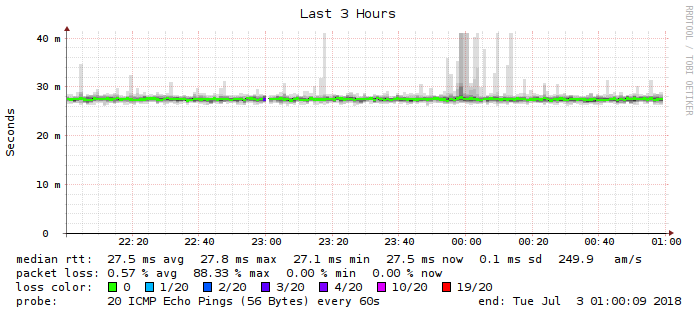 Last 3 Hours
RRDTOOL / TOBI OETIKER
Seconds
40 m
30 m
20 m
10 m
0
22:20 22:40 23:00 23:20 23:40 00:00 00:20 00:40 01:00
median rtt: 27.5 ms avg 27.8 ms max 27.1 ms min 27.5 ms now 0.1 ms sd 249.9 am/s
packet loss: 0.57 % avg 88.33 % max 0.00 % min 0.00 % now
loss color: 0 1/20 2/20 3/20 4/20 10/20 19/20
probe: 20 ICMP Echo Pings (56 Bytes) every 60s end: Tue Jul 3 01:00:09 2018